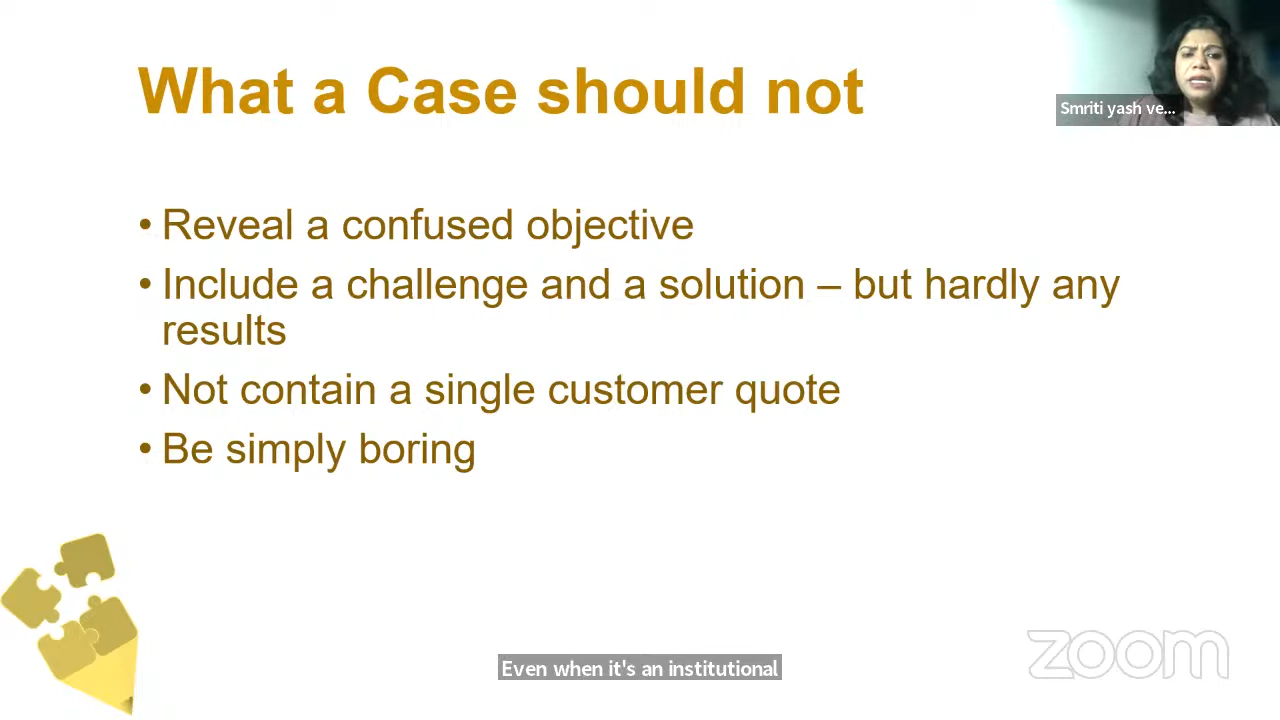 What a Case should not
Smriti yash ve...
• Reveal a confused objective
• Include a challenge and a solution – but hardly any
results
• Not contain a single customer quote
• Be simply boring
Even when it's an institutional
zoom